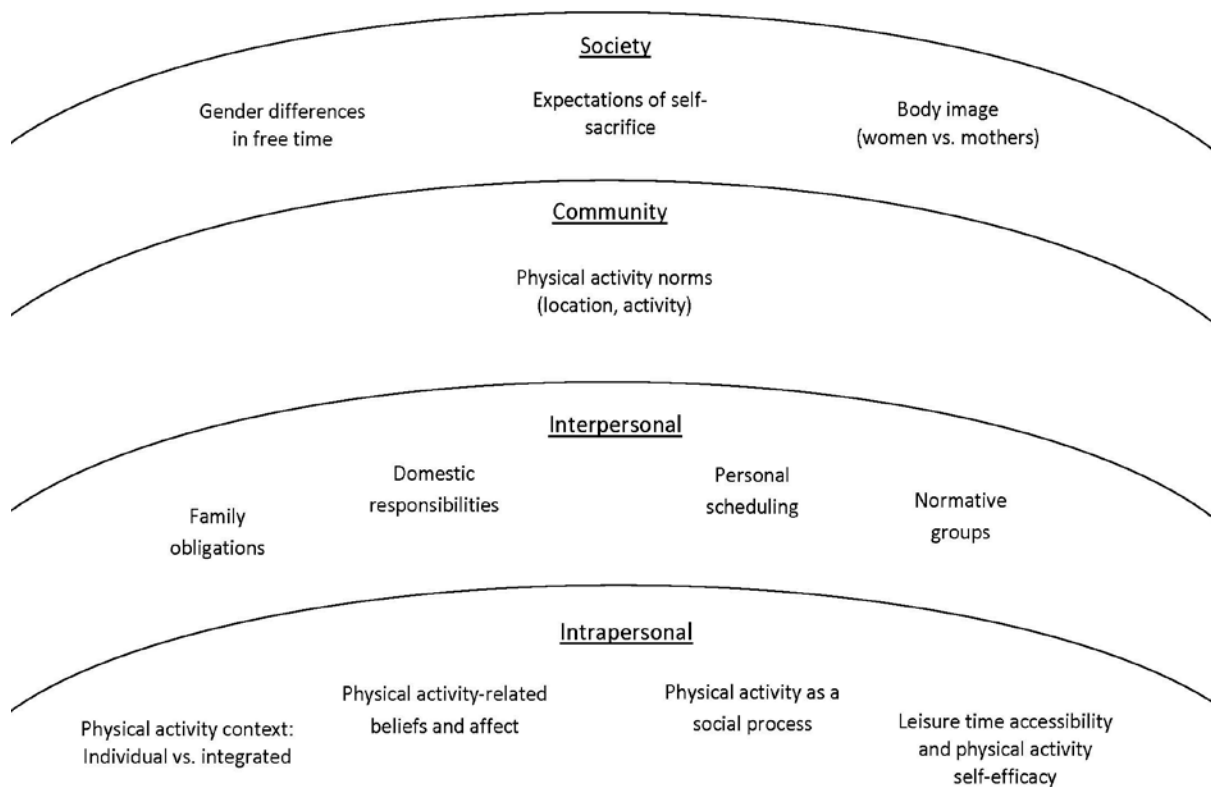 Society
Gender differences
in free time
Expectations of self-
sacrifice
Body image
(women vs. mothers)
Community
Physical activity norms
(location, activity)
Interpersonal
Family
obligations
Domestic
responsibilities
Personal
scheduling
Normative
groups
Intrapersonal
Physical activity context:
Individual vs. integrated
Physical activity-related
beliefs and affect
Physical activity as a
social process
Leisure time accessibility
and physical activity
self-efficacy